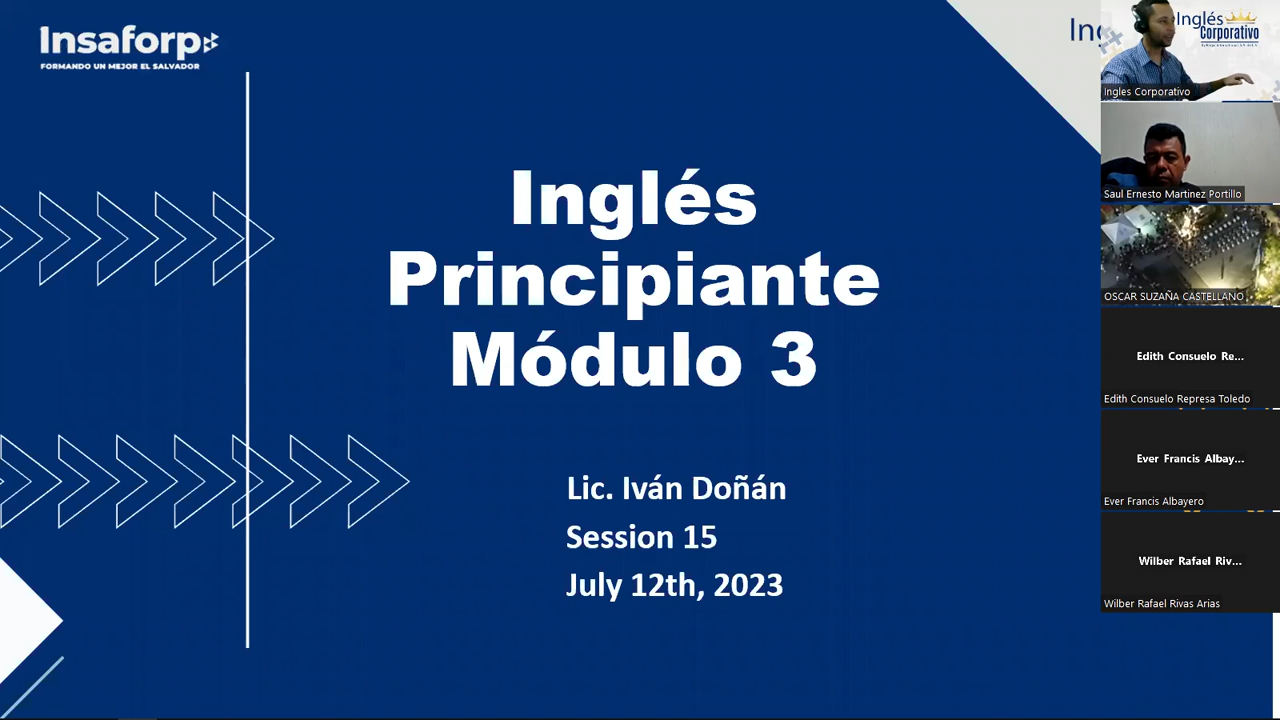 Insaforp
FORMANDO UN MEJOR EL SALVADOR
Inglés
Principiante
Módulo 3
Lic. Iván Doñán
Session 15
July 12th, 2023
Ing
Inglés
Corporativo
Ingles Corporativo
Saul Ernesto Martinez Portillo
OSCAR SUZAÑA CASTELLANO
Edith Consuelo Re...
Edith Consuelo Represa Toledo
Ever Francis Albay...
Ever Francis Albayero
Wilber Rafael Riv...
Wilber Rafael Rivas Arias